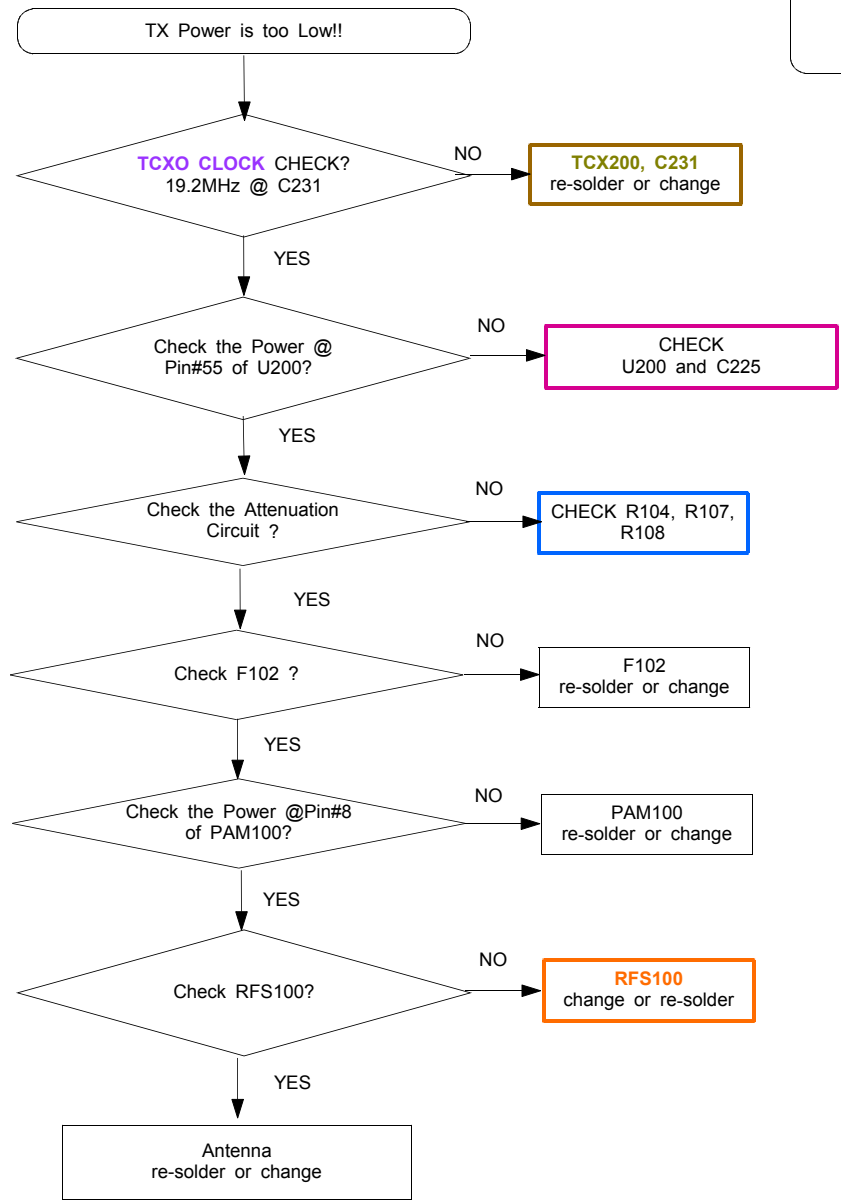 TX Power is too Low!!
TCXO CLOCK CHECK?
19.2MHz @ C231
NO
TCX200, C231
re-solder or change
YES
Check the Power @
Pin#55 of U200?
NO
CHECK
U200 and C225
YES
Check the Attenuation
Circuit ?
NO
CHECK R104, R107,
R108
YES
Check F102 ?
NO
F102
re-solder or change
YES
Check the Power @Pin#8
of PAM100?
NO
PAM100
re-solder or change
YES
Check RFS100?
NO
RFS100
change or re-solder
YES
Antenna
re-solder or change